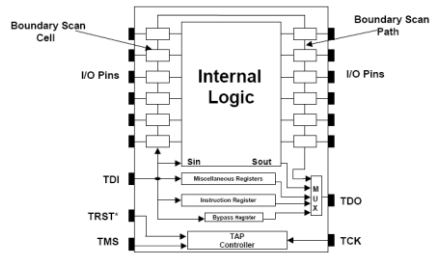 Boundary Scan
Cell
Boundary Scan
Path
I/O Pins
Internal
Logic
I/O Pins
Sin
Sout
TDI
Miscellaneous Registers
Instruction Register
Bypass Register
M
U
X
TDO
TRST*
TMS
TAP
Controller
TCK